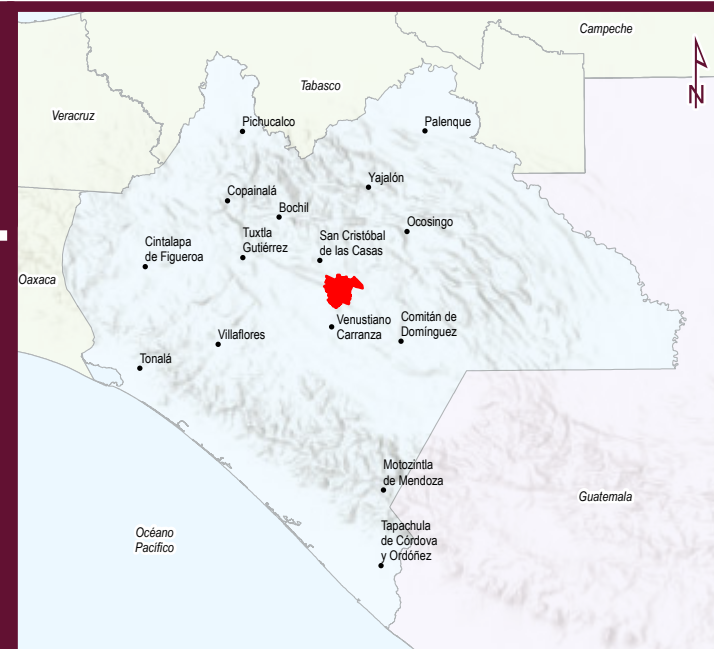 Campeche
N
Tabasco
Veracruz
Pichucalco
Palenque
Yajalón
Copainalá
Bochil
Ocosingo
Tuxtla
Gutiérrez
San Cristóbal
de las Casas
Cintalapa
de Figueroa
Oaxaca
Venustiano
Carranza
Comitán de
Domínguez
Villaflores
Tonalá
Motozintla
de Mendoza
Guatemala
Océano
Pacífico
Tapachula
de Córdova
y Ordóñez